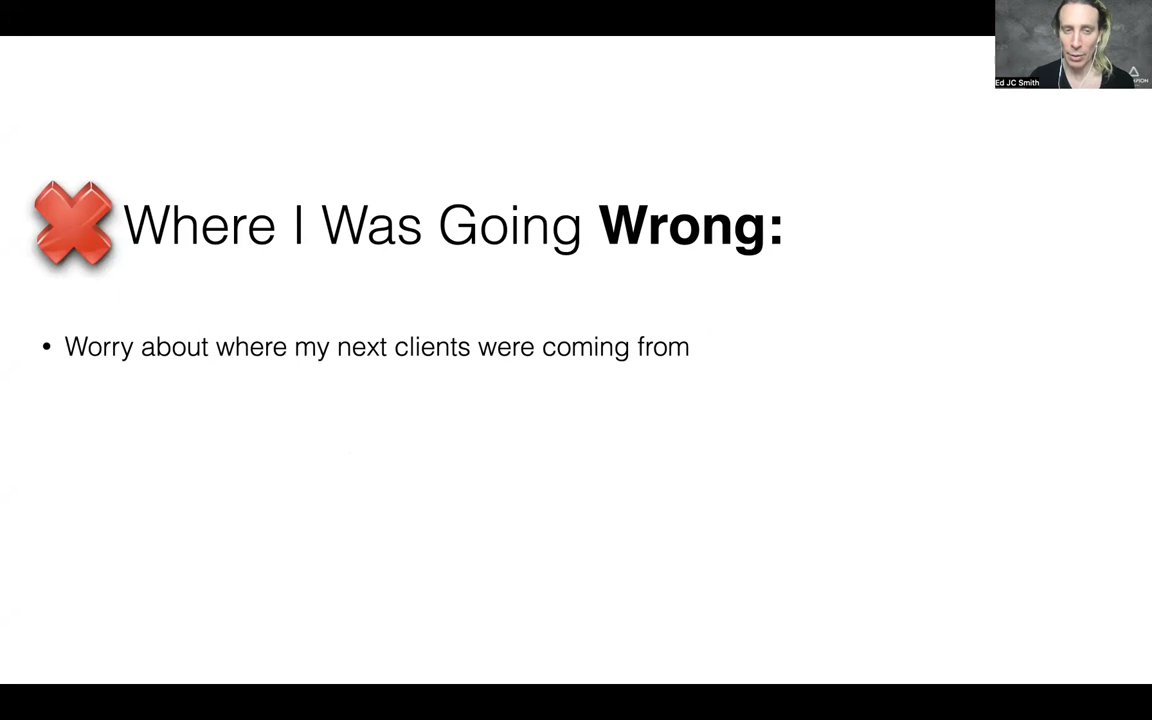 Ed JC Smith
Where I Was Going Wrong:
• Worry about where my next clients were coming from